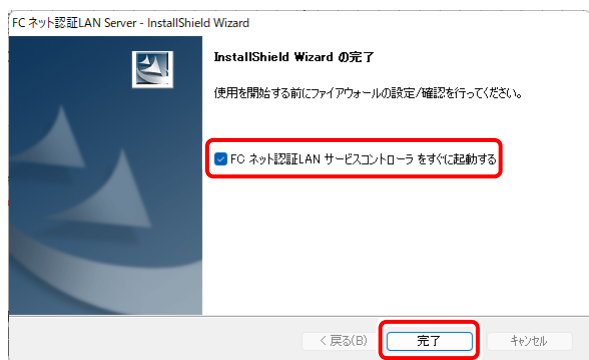 FC ネット認証LAN Server - InstallShield Wizard
InstallShield Wizard の完了
使用を開始する前にファイアウォールの設定/確認を行ってください。
FC ネット認証LAN サービスコントローラ をすぐに起動する
< 戻る(B)
完了
キャンセル